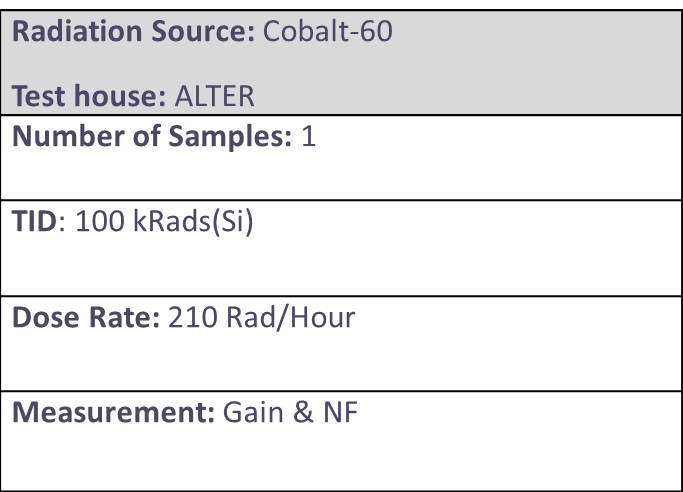 Radiation Source: Cobalt-60
Test house: ALTER
Number of Samples: 1
TID: 100 kRads(Si)
Dose Rate: 210 Rad/Hour
Measurement: Gain & NF